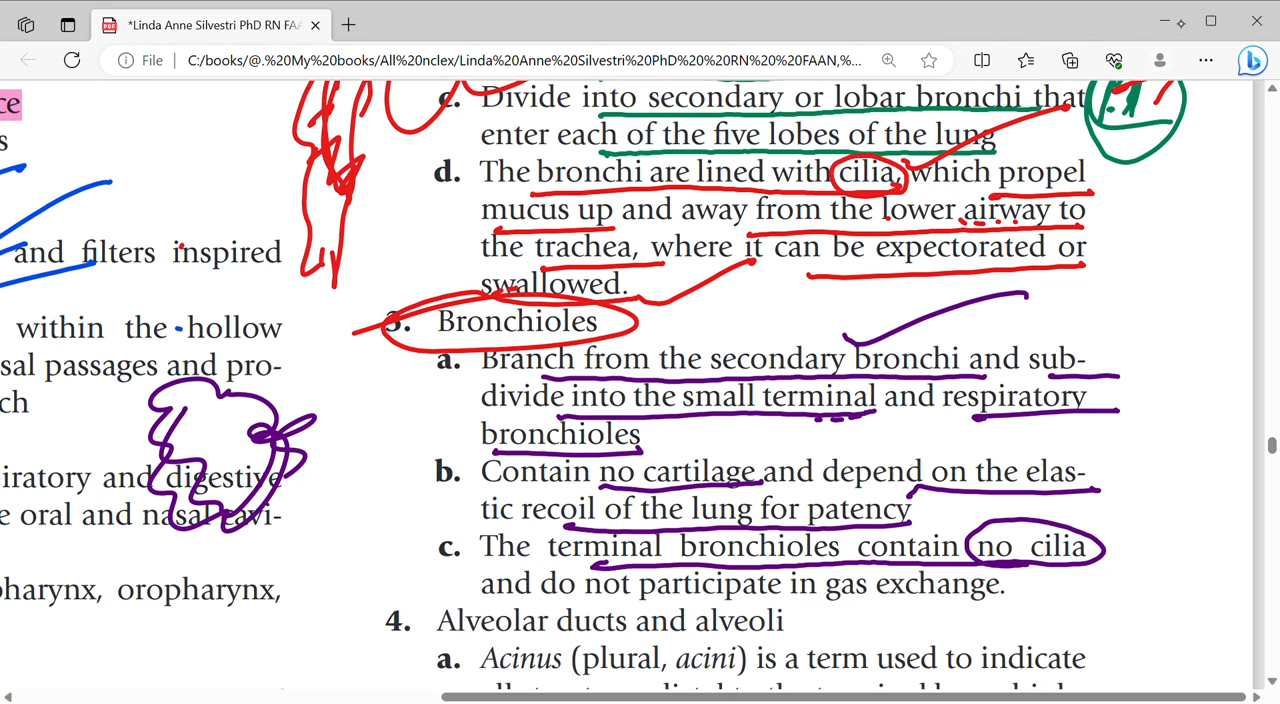 *Linda Anne Silvestri PhD RN FAA
File
C:/books/@.%20My%20books/All%20nclex/Linda%20Anne%20Silvestri%20PhD%20%20RN%20%20FAAN,%...
ce
s
and filters inspired
within the hollow
sal passages and pro-
ch
iratory and digestive
e oral and nasal cavi-
pharynx, oropharynx,
c. Divide into secondary or lobar bronchi that
enter each of the five lobes of the lung
d. The bronchi are lined with cilia, which propel
mucus up and away from the lower airway to
the trachea, where it can be expectorated or
swallowed.
3. Bronchioles
a. Branch from the secondary bronchi and sub-
divide into the small terminal and respiratory
bronchioles
b. Contain no cartilage and depend on the elas-
tic recoil of the lung for patency
c. The terminal bronchioles contain no cilia
and do not participate in gas exchange.
4. Alveolar ducts and alveoli
a. Acinus (plural, acini) is a term used to indicate